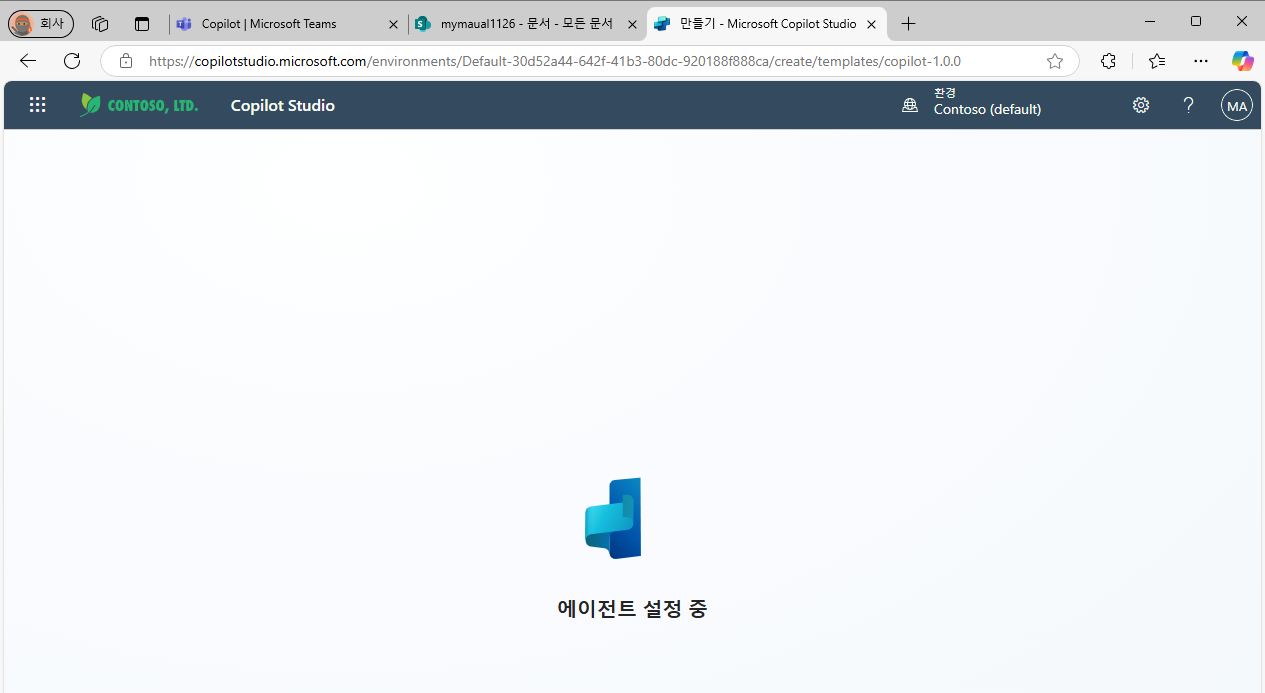 회사
Copilot | Microsoft Teams
mymaual1126 - 문서 - 모든 문서
만들기 - Microsoft Copilot Studio
https://copilotstudio.microsoft.com/environments/Default-30d52a44-642f-41b3-80dc-920188f888ca/create/templates/copilot-1.0.0
CONTOSO, LTD.
Copilot Studio
환경
Contoso (default)
?
MA
에이전트 설정 중